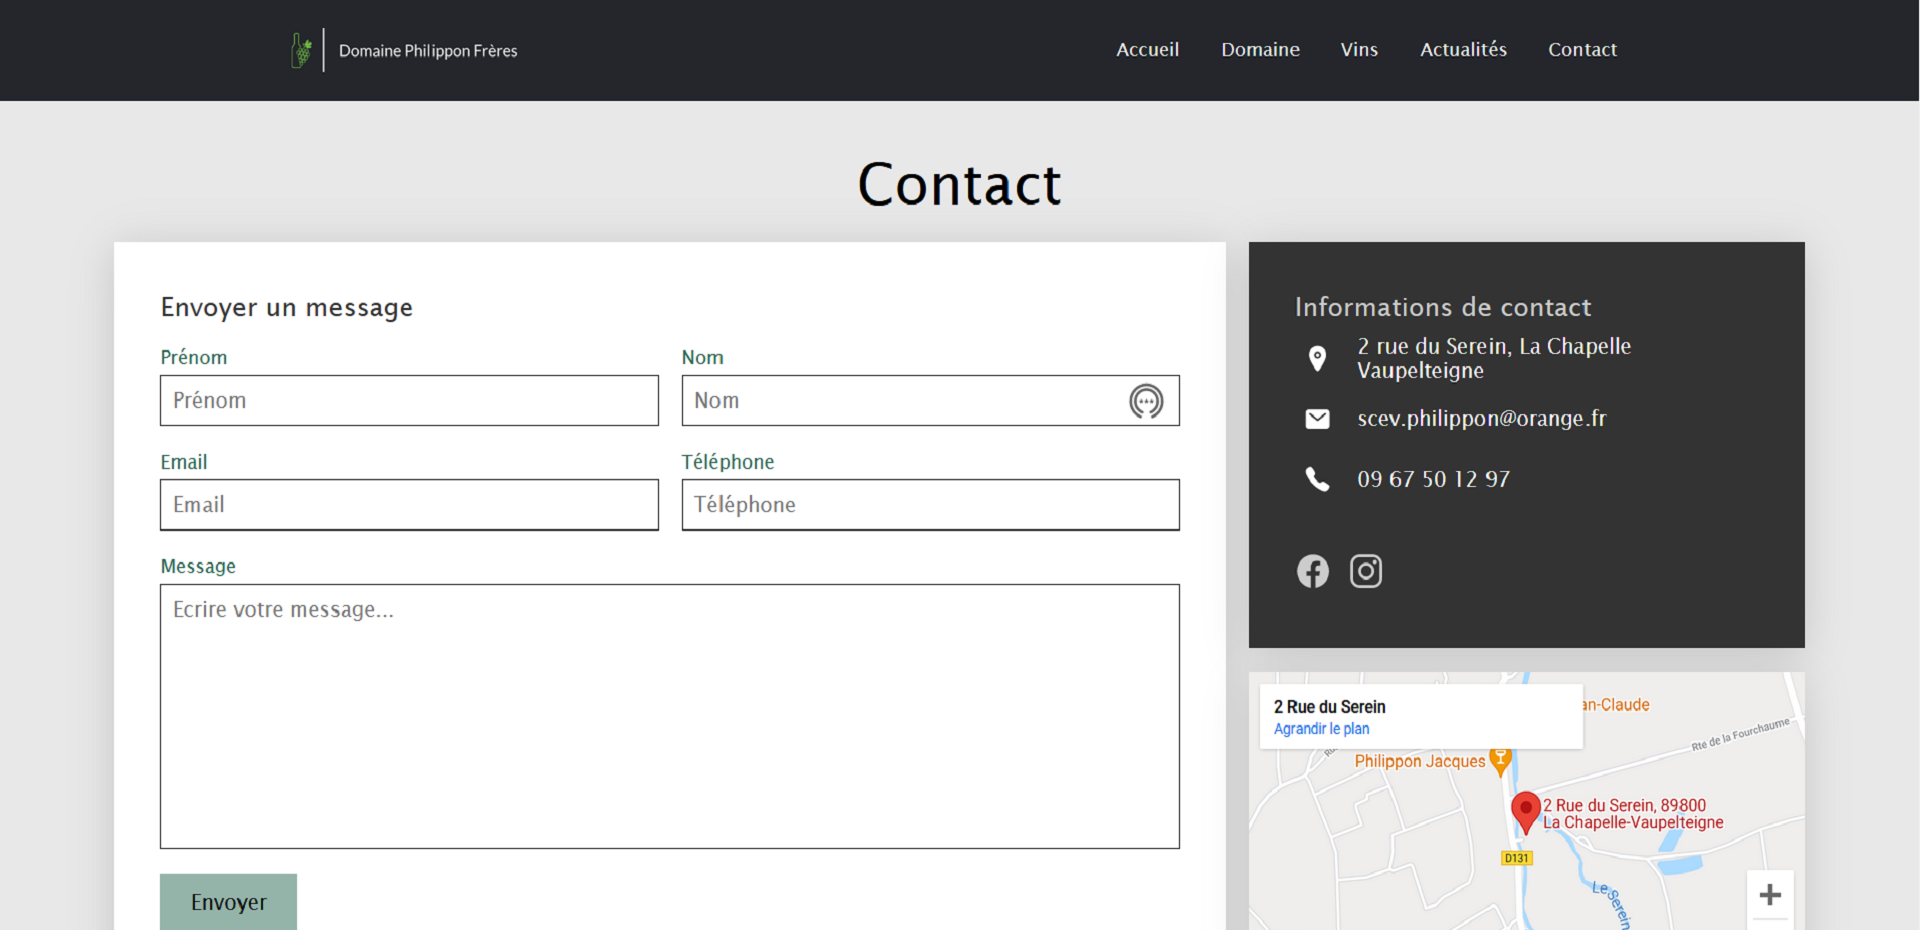 Domaine Philippon Frères
Accueil Domaine Vins Actualités Contact
Contact
Envoyer un message
Prénom Nom
Prénom Nom
Email Téléphone
Email Téléphone
Message
Ecrire votre message...
Envoyer
Informations de contact
2 rue du Serein, La Chapelle
Vaupelteigne
scev.philippon@orange.fr
09 67 50 12 97
2 Rue du Serein
Agrandir le plan
an-Claude
Rte de la Fourchaume
Philippon Jacques
2 Rue du Serein, 89800
La Chapelle-Vaupelteigne
D131
Le Serein
+